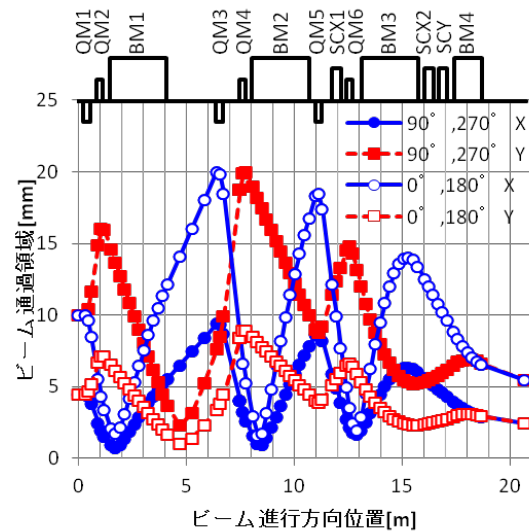 QM1
QM2
BM1
QM3
QM4
BM2
QM5
SCX1
QM6
BM3
SCX2
SCY
BM4
25
20
15
10
5
0
ビーム通過領域[mm]
90° ,270° X
90° ,270° Y
0° ,180° X
0° ,180° Y
0 5 10 15 20
ビーム進行方向位置[m]